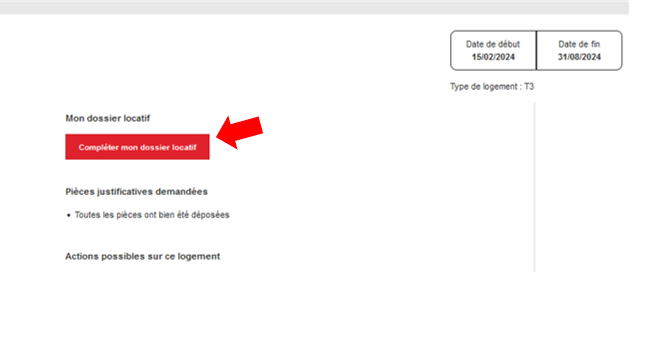 Date de début
15/02/2024
Date de fin
31/08/2024
Type de logement : T3
Mon dossier locatif
Compléter mon dossier locatif
Pièces justificatives demandées
• Toutes les pièces ont bien été déposées
Actions possibles sur ce logement